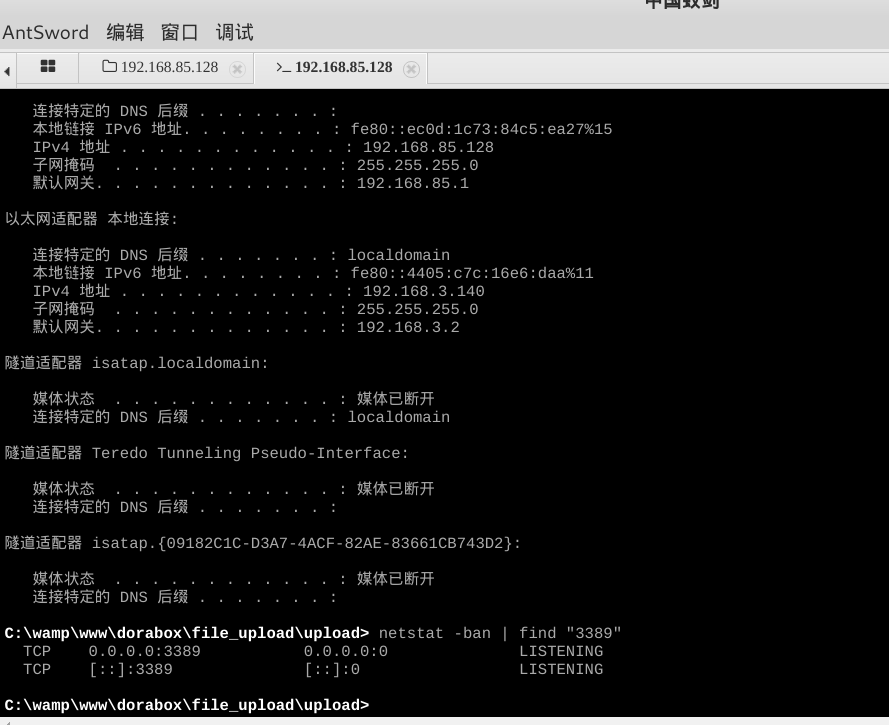 中国蚁剑
AntSword 编辑 窗口 调试
192.168.85.128 >_ 192.168.85.128
连接特定的 DNS 后缀 . . . . . . . :
本地链接 IPv6 地址. . . . . . . . : fe80::ec0d:1c73:84c5:ea27%15
IPv4 地址 . . . . . . . . . . . . : 192.168.85.128
子网掩码 . . . . . . . . . . . . : 255.255.255.0
默认网关. . . . . . . . . . . . . : 192.168.85.1
以太网适配器 本地连接:
连接特定的 DNS 后缀 . . . . . . . : localdomain
本地链接 IPv6 地址. . . . . . . . : fe80::4405:c7c:16e6:daa%11
IPv4 地址 . . . . . . . . . . . . : 192.168.3.140
子网掩码 . . . . . . . . . . . . : 255.255.255.0
默认网关. . . . . . . . . . . . . : 192.168.3.2
隧道适配器 isatap.localdomain:
媒体状态 . . . . . . . . . . . . : 媒体已断开
连接特定的 DNS 后缀 . . . . . . . : localdomain
隧道适配器 Teredo Tunneling Pseudo-Interface:
媒体状态 . . . . . . . . . . . . : 媒体已断开
连接特定的 DNS 后缀 . . . . . . . :
隧道适配器 isatap.{09182C1C-D3A7-4ACF-82AE-83661CB743D2}:
媒体状态 . . . . . . . . . . . . : 媒体已断开
连接特定的 DNS 后缀 . . . . . . . :
C:\wamp\www\dorabox\file_upload\upload> netstat -ban | find "3389"
TCP 0.0.0.0:3389 0.0.0.0:0 LISTENING
TCP [::]:3389 [::]:0 LISTENING
C:\wamp\www\dorabox\file_upload\upload>